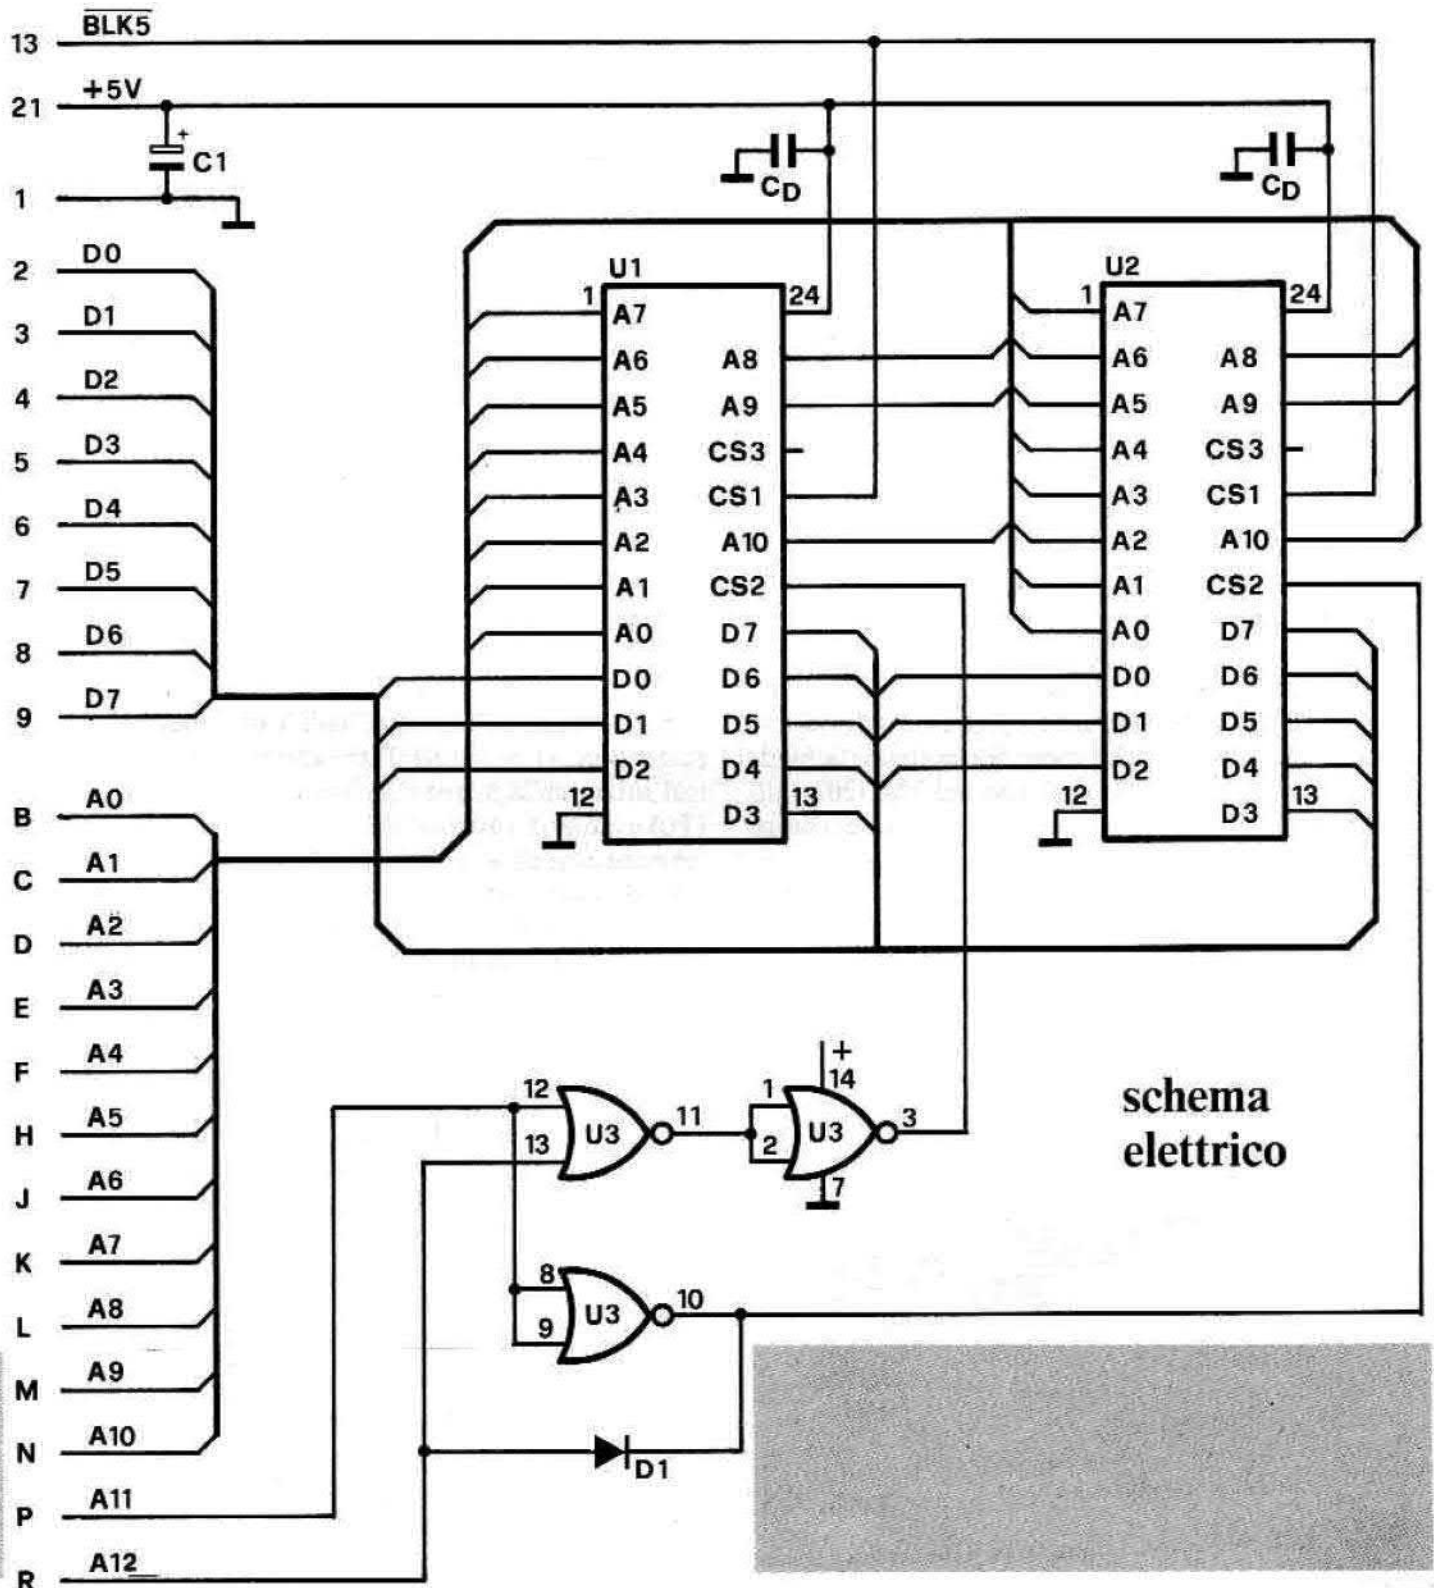 13 BLK5
21 +5V
+
C1
1
CD
CD
2 D0
3 D1
4 D2
5 D3
6 D4
7 D5
8 D6
9 D7
U1
1 24
A7
A6 A8
A5 A9
A4 CS3
A3 CS1
A2 A10
A1 CS2
A0 D7
D0 D6
D1 D5
D2 D4
12 13
D3
U2
1 24
A7
A6 A8
A5 A9
A4 CS3
A3 CS1
A2 A10
A1 CS2
A0 D7
D0 D6
D1 D5
D2 D4
12 13
D3
B A0
C A1
D A2
E A3
F A4
H A5
J A6
K A7
L A8
M A9
N A10
P A11
R A12
12
13
U3
11
1
2
U3
+
14
3
7
8
9
U3
10
D1
schema
elettrico